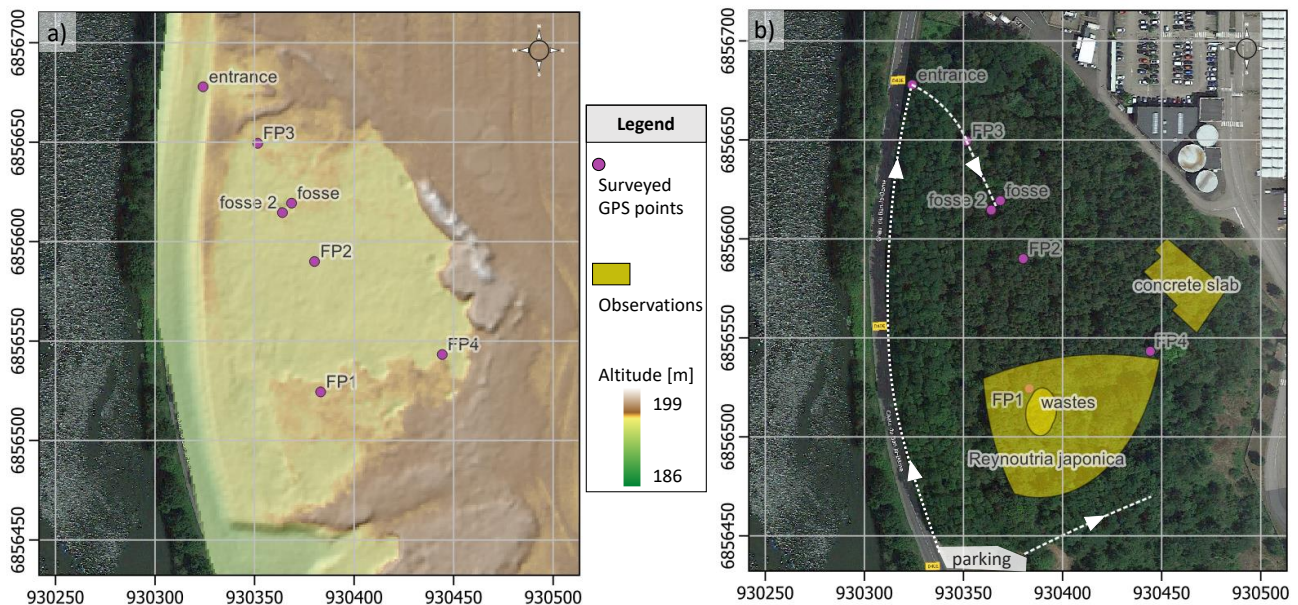 a)
6856700
6856650
6856600
6856550
6856500
6856450
entrance
FP3
fosse
fosse 2
FP2
FP4
FP1
930250 930300 930350 930400 930450 930500
Legend
Surveyed
GPS points
Observations
Altitude [m]
199
186
b)
6856700
6856650
6856600
6856550
6856500
6856450
entrance
FP3
fosse
fosse 2
FP2
concrete slab
FP4
FP1
wastes
Reynoutria japonica
parking
930250 930300 930350 930400 930450 930500